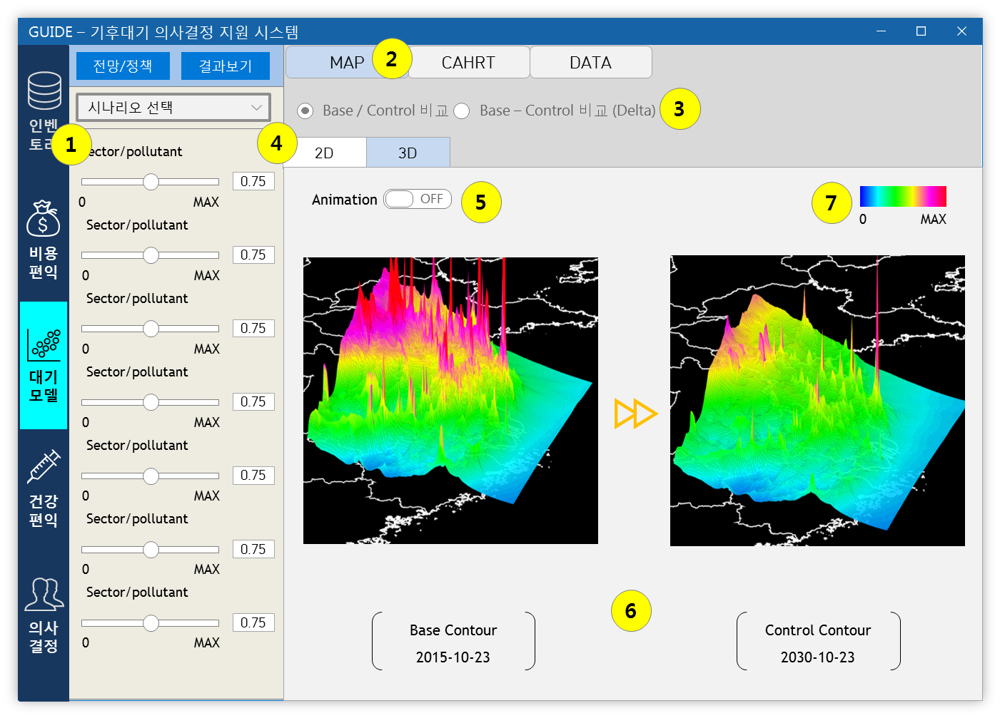 GUIDE – 기후대기 의사결정 지원 시스템
전망/정책
결과보기
MAP
2
CAHRT
DATA
시나리오 선택
Base / Control 비교
Base – Control 비교 (Delta)
3
인벤
1
4
2D
3D
Sector/pollutant
0.75
0 MAX
Sector/pollutant
0.75
0 MAX
Sector/pollutant
0.75
0 MAX
Sector/pollutant
0.75
0 MAX
Sector/pollutant
0.75
0 MAX
Sector/pollutant
0.75
0 MAX
Sector/pollutant
0.75
0 MAX
비용
편익
대기
모델
건강
편익
의사
결정
Animation
OFF
5
7
0 MAX
6
Base Contour
2015-10-23
Control Contour
2030-10-23